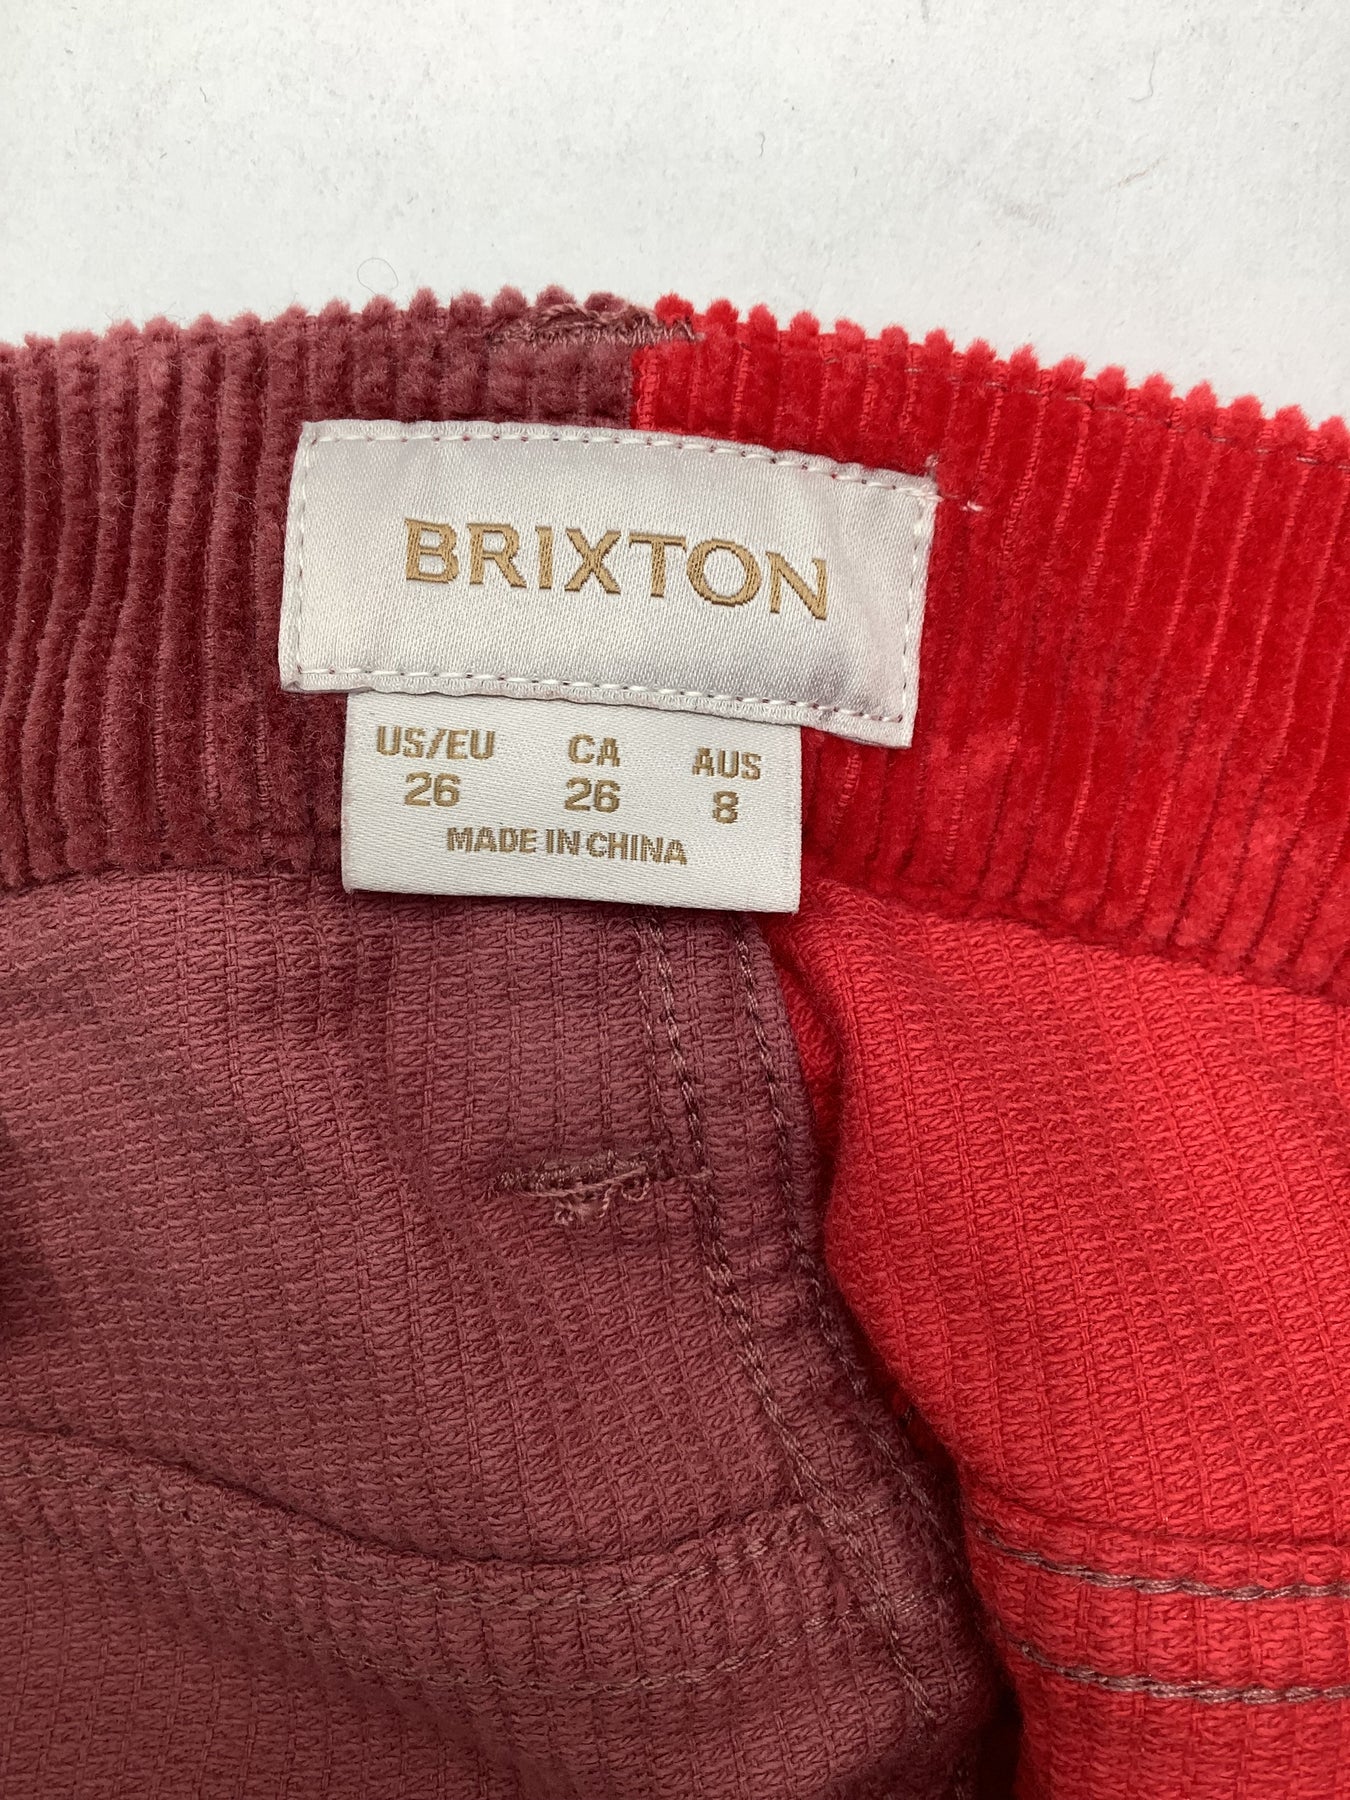 BRIXTON
US/EU CA AUS
26 26 8
MADE IN CHINA